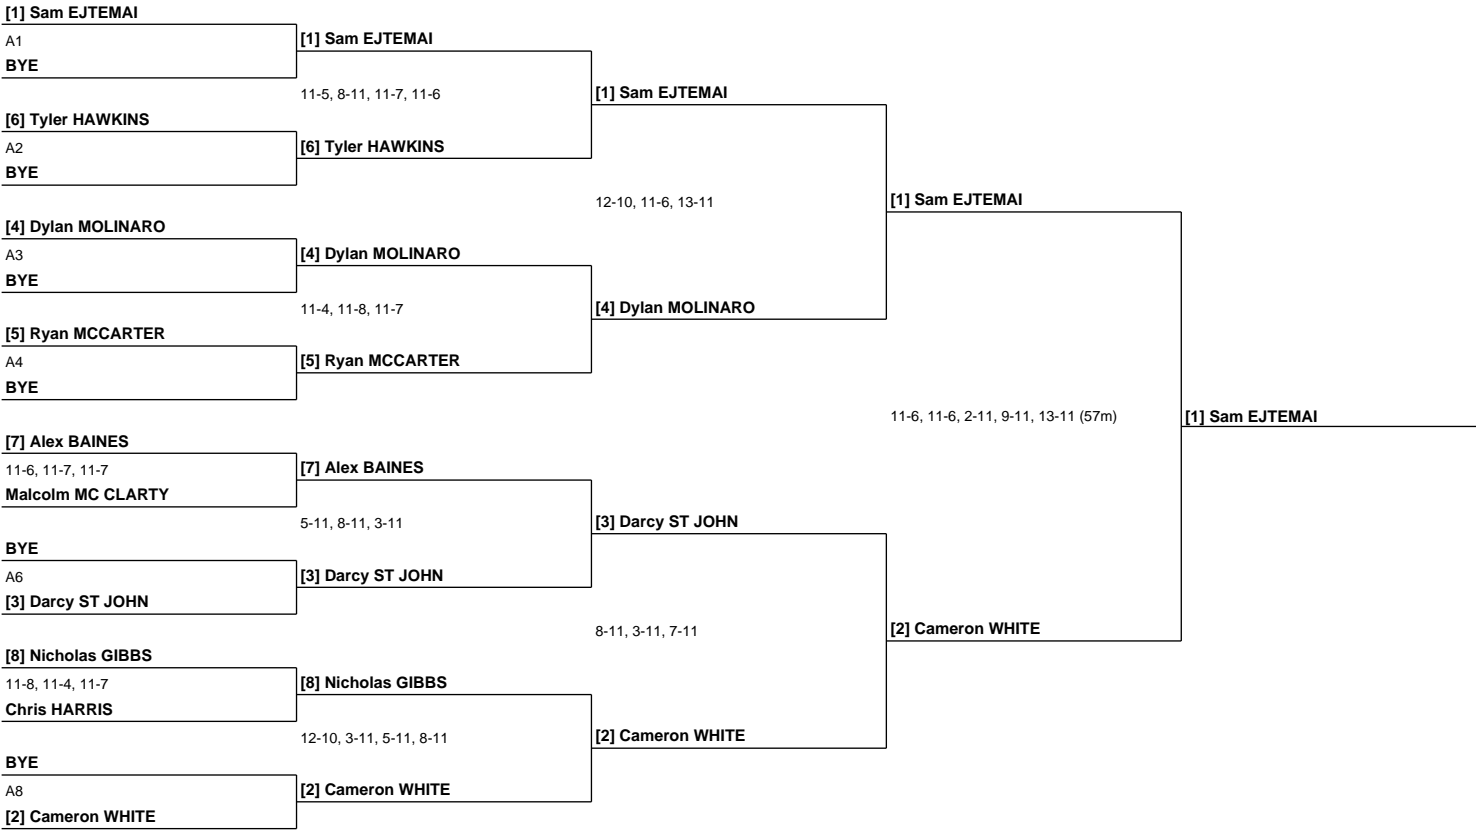 [1] Sam EJTEMAI
A1
BYE
[6] Tyler HAWKINS
A2
BYE
[4] Dylan MOLINARO
A3
BYE
[5] Ryan MCCARTER
A4
BYE
[7] Alex BAINES
11-6, 11-7, 11-7
Malcolm MC CLARTY
BYE
A6
[3] Darcy ST JOHN
[8] Nicholas GIBBS
11-8, 11-4, 11-7
Chris HARRIS
BYE
A8
[2] Cameron WHITE
[1] Sam EJTEMAI
11-5, 8-11, 11-7, 11-6
[6] Tyler HAWKINS
[4] Dylan MOLINARO
11-4, 11-8, 11-7
[5] Ryan MCCARTER
[7] Alex BAINES
5-11, 8-11, 3-11
[3] Darcy ST JOHN
[8] Nicholas GIBBS
12-10, 3-11, 5-11, 8-11
[2] Cameron WHITE
[1] Sam EJTEMAI
12-10, 11-6, 13-11
[4] Dylan MOLINARO
[3] Darcy ST JOHN
8-11, 3-11, 7-11
[2] Cameron WHITE
[1] Sam EJTEMAI
11-6, 11-6, 2-11, 9-11, 13-11 (57m)
[2] Cameron WHITE
[1] Sam EJTEMAI